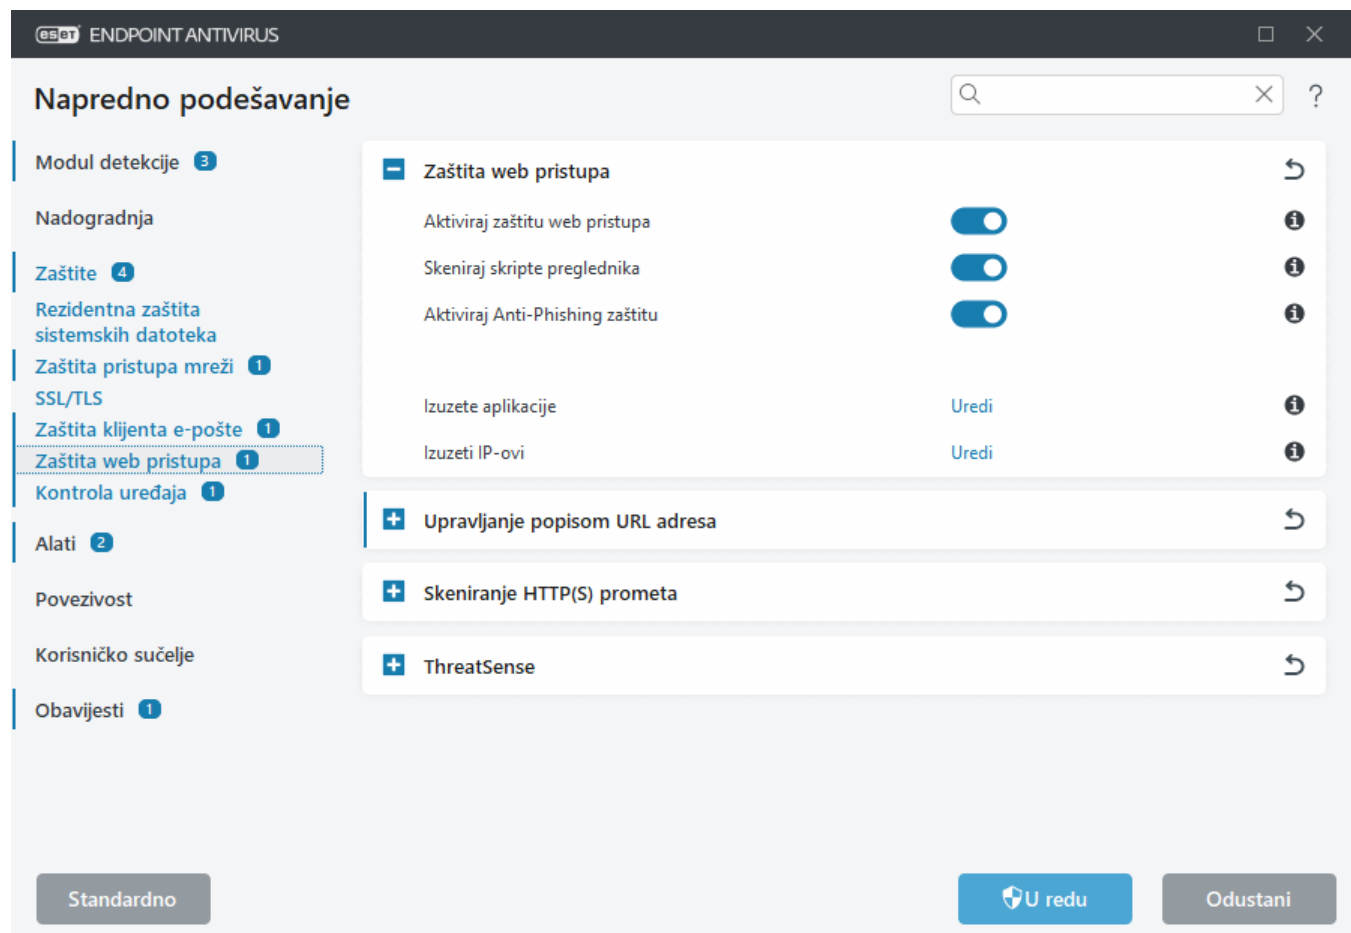 eset ENDPOINT ANTIVIRUS
Napredno podešavanje
?
Modul detekcije 3
Nadogradnja
Zaštite 4
Rezidentna zaštita
sistemskih datoteka
Zaštita pristupa mreži 1
SSL/TLS
Zaštita klijenta e-pošte 1
Zaštita web pristupa 1
Kontrola uređaja 1
Alati 2
Povezivost
Korisničko sučelje
Obavijesti 1
Zaštita web pristupa
Aktiviraj zaštitu web pristupa
Skeniraj skripte preglednika
Aktiviraj Anti-Phishing zaštitu
Izuzete aplikacije Uredi
Izuzeti IP-ovi Uredi
Upravljanje popisom URL adresa
Skeniranje HTTP(S) prometa
ThreatSense
Standardno
U redu
Odustani